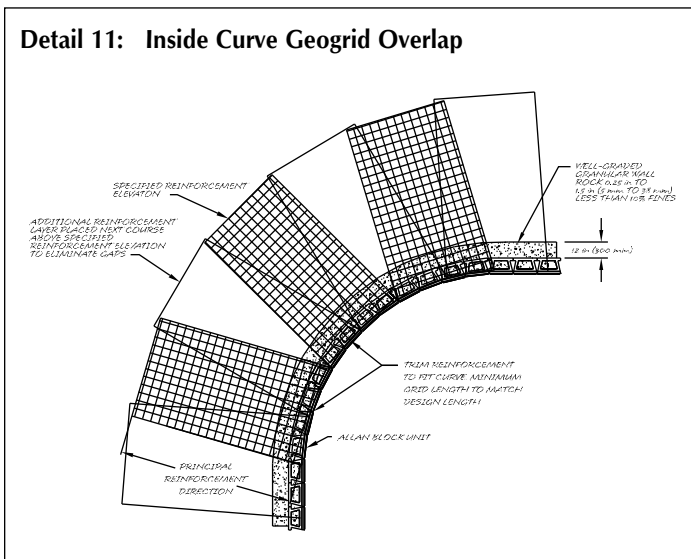 Detail 11: Inside Curve Geogrid Overlap
SPECIFIED REINFORCEMENT
ELEVATON
ADDITIONAL REINFORCEMENT
LAYER PLACED NEXT COURSE
ABOVE SPECIFIED
REINFORCEMENT ELEVATION
TO ELIMINATE GAPS
WELL-GRADED
GRANULAR WALL
ROCK 0.25 in TO
1.5 in (5 mm TO 38 mm)
LESS THAN 10% FINES
12 in (300 mm)
TRIM REINFORCEMENT
TO FIT CURVE. MINIMUM
GRID LENGTH TO MATCH
DESIGN LENGTH
ALLAN BLOCK UNIT
PRINCIPAL
REINFORCEMENT
DIRECTION